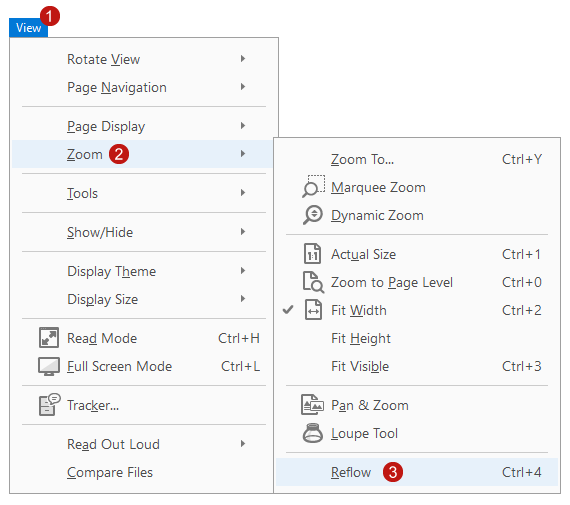 View 1
Rotate View
Page Navigation
Page Display
Zoom 2
Tools
Show/Hide
Display Theme
Display Size
Read Mode Ctrl+H
Full Screen Mode Ctrl+L
Tracker...
Read Out Loud
Compare Files
Zoom To... Ctrl+Y
Marquee Zoom
Dynamic Zoom
1:1 Actual Size Ctrl+1
Zoom to Page Level Ctrl+0
Fit Width Ctrl+2
Fit Height
Fit Visible Ctrl+3
Pan & Zoom
Loupe Tool
Reflow 3 Ctrl+4